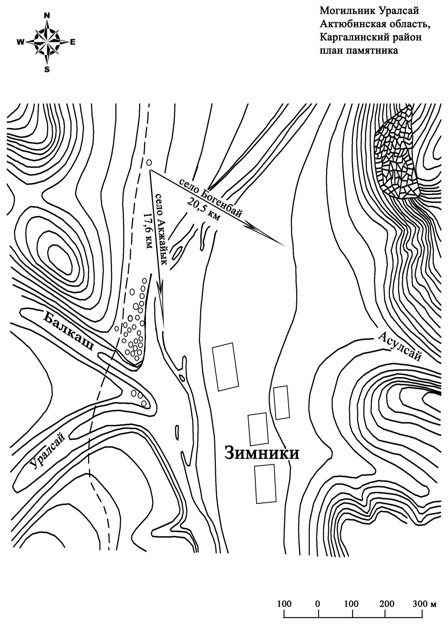 Могильник Уралсай
Актюбинская область,
Каргалинский район
план памятника
N
W E
S
село Богенбай
20,5 км
село Акжайык
17,6 км
Балкаш
Асулсай
Уралсай
Зимники
100 0 100 200 300 м